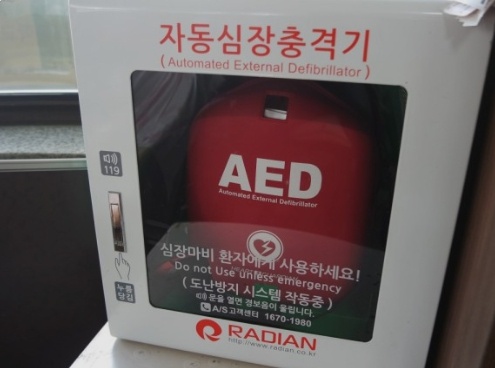 자동심장충격기
(Automated External Defibrillator)
119
AED
Automated External Defibrillator
심장마비 환자에게 사용하세요!
Do not Use unless emergency
(도난방지 시스템 작동중)
문을 열면 경보음이 울립니다.
A/S고객센터 1670-1980
누름
당김
RADIAN
http://www.radian.co.kr